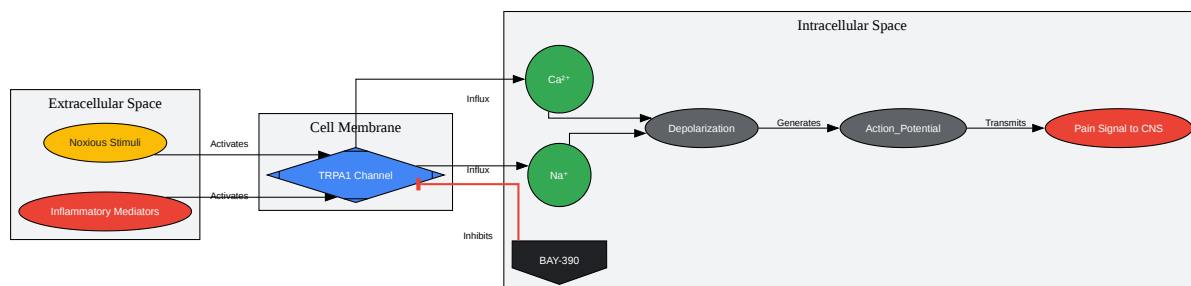 Extracellular Space
Noxious Stimuli
Inflammatory Mediators
Activates
Activates
Cell Membrane
TRPA1 Channel
Influx
Influx
Inhibits
Intracellular Space
Ca²⁺
Na⁺
BAY-390
Depolarization
Generates
Action_Potential
Transmits
Pain Signal to CNS